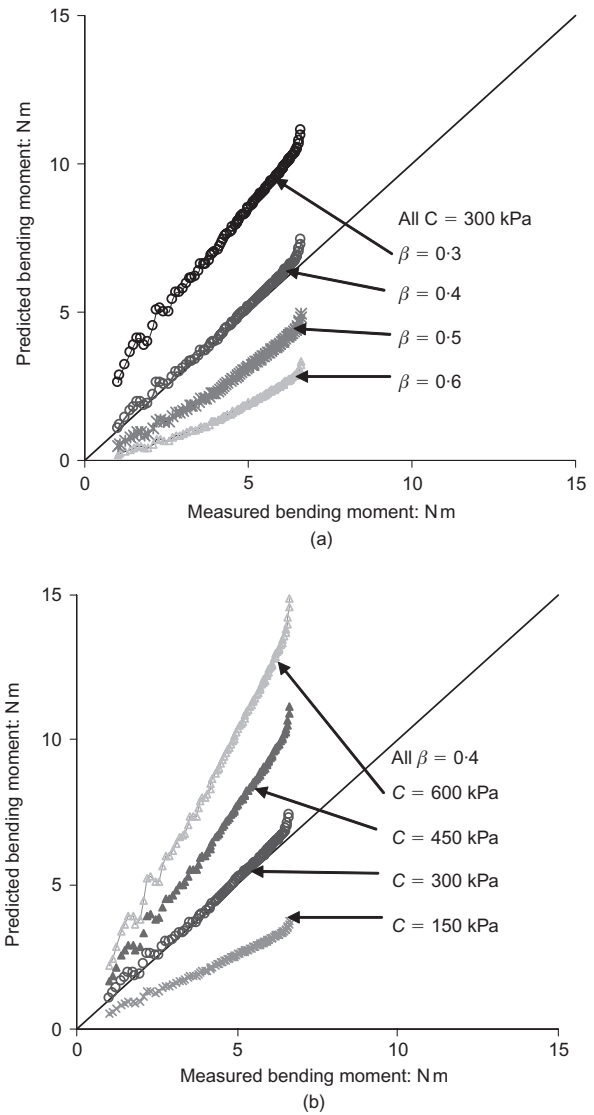 15
10
5
0
Predicted bending moment: N m
All C = 300 kPa
β = 0·3
β = 0·4
β = 0·5
β = 0·6
0
5
10
15
Measured bending moment: N m
(a)
15
10
5
0
Predicted bending moment: N m
All β = 0·4
C = 600 kPa
C = 450 kPa
C = 300 kPa
C = 150 kPa
0
5
10
15
Measured bending moment: N m
(b)